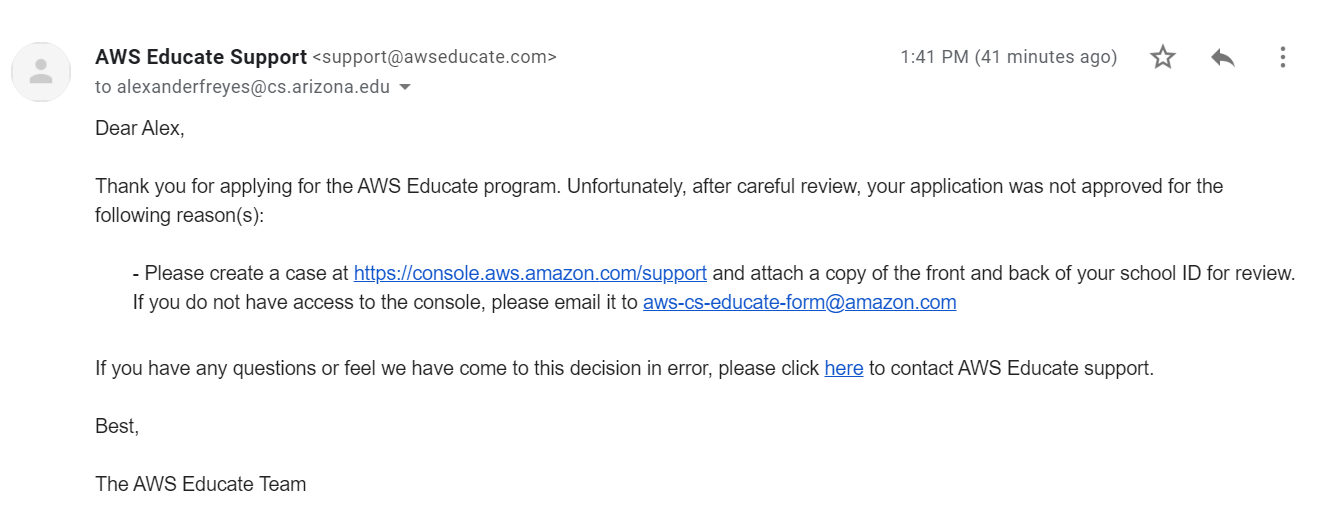 AWS Educate Support <support@awseducate.com> 1:41 PM (41 minutes ago)
to alexanderfreyes@cs.arizona.edu
Dear Alex,
Thank you for applying for the AWS Educate program. Unfortunately, after careful review, your application was not approved for the
following reason(s):
- Please create a case at https://console.aws.amazon.com/support and attach a copy of the front and back of your school ID for review.
If you do not have access to the console, please email it to aws-cs-educate-form@amazon.com
If you have any questions or feel we have come to this decision in error, please click here to contact AWS Educate support.
Best,
The AWS Educate Team